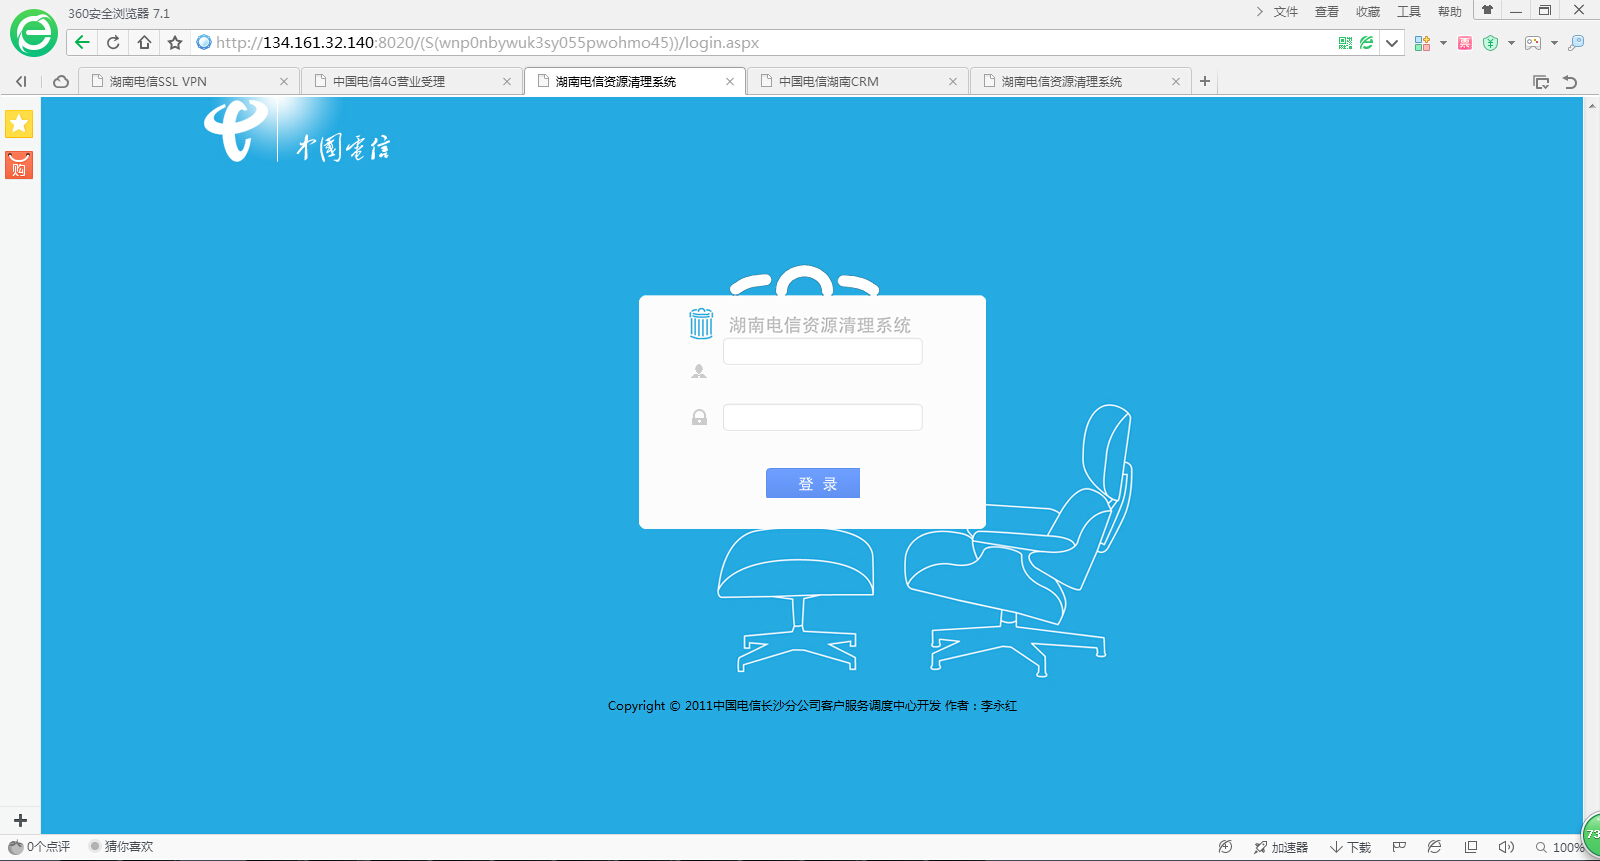 360安全浏览器 7.1
文件 查看 收藏 工具 帮助
http://134.161.32.140:8020/(S(wnp0nbywuk3sy055pwohmo45))/login.aspx
湖南电信SSL VPN
中国电信4G营业受理
湖南电信资源清理系统
中国电信湖南CRM
湖南电信资源清理系统
购
中国電信
湖南电信资源清理系统
登 录
Copyright © 2011中国电信长沙分公司客户服务调度中心开发 作者：李永红
0个点评 猜你喜欢
加速器 下载 100%
73